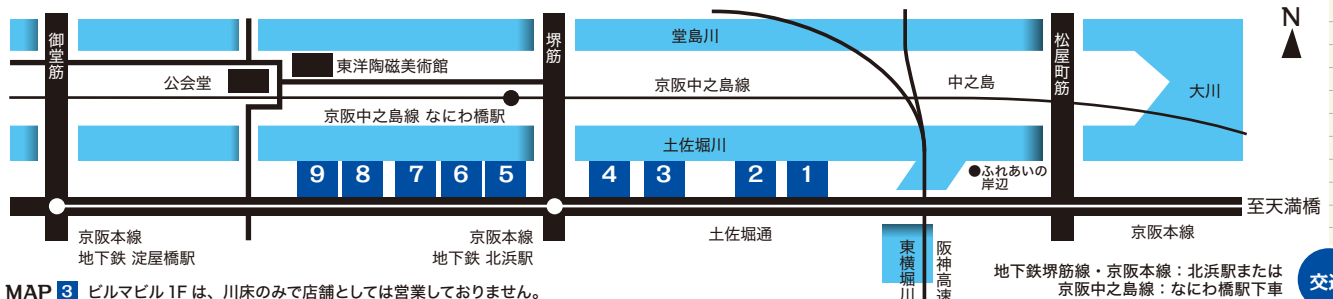 N
御堂筋
堺筋
松屋町筋
堂島川
東洋陶磁美術館
公会堂
京阪中之島線
中之島
大川
京阪中之島線 なにわ橋駅
土佐堀川
9 8 7 6 5 4 3 2 1
●ふれあいの
岸辺
至天満橋
京阪本線
地下鉄 淀屋橋駅
京阪本線
地下鉄 北浜駅
土佐堀通
東横堀川
阪神高速
京阪本線
地下鉄堺筋線・京阪本線：北浜駅または
京阪中之島線：なにわ橋駅下車
MAP 3 ビルマビル 1F は、川床のみで店舗としては営業しておりません。